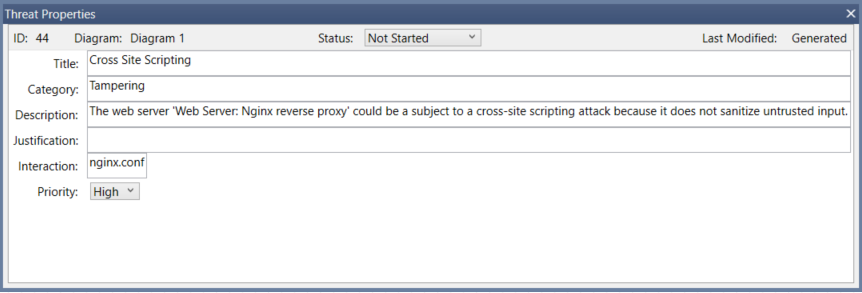 Threat Properties
ID: 44 Diagram: Diagram 1 Status: Not Started Last Modified: Generated
Title: Cross Site Scripting
Category: Tampering
Description: The web server 'Web Server: Nginx reverse proxy' could be a subject to a cross-site scripting attack because it does not sanitize untrusted input.
Justification:
Interaction: nginx.conf
Priority: High